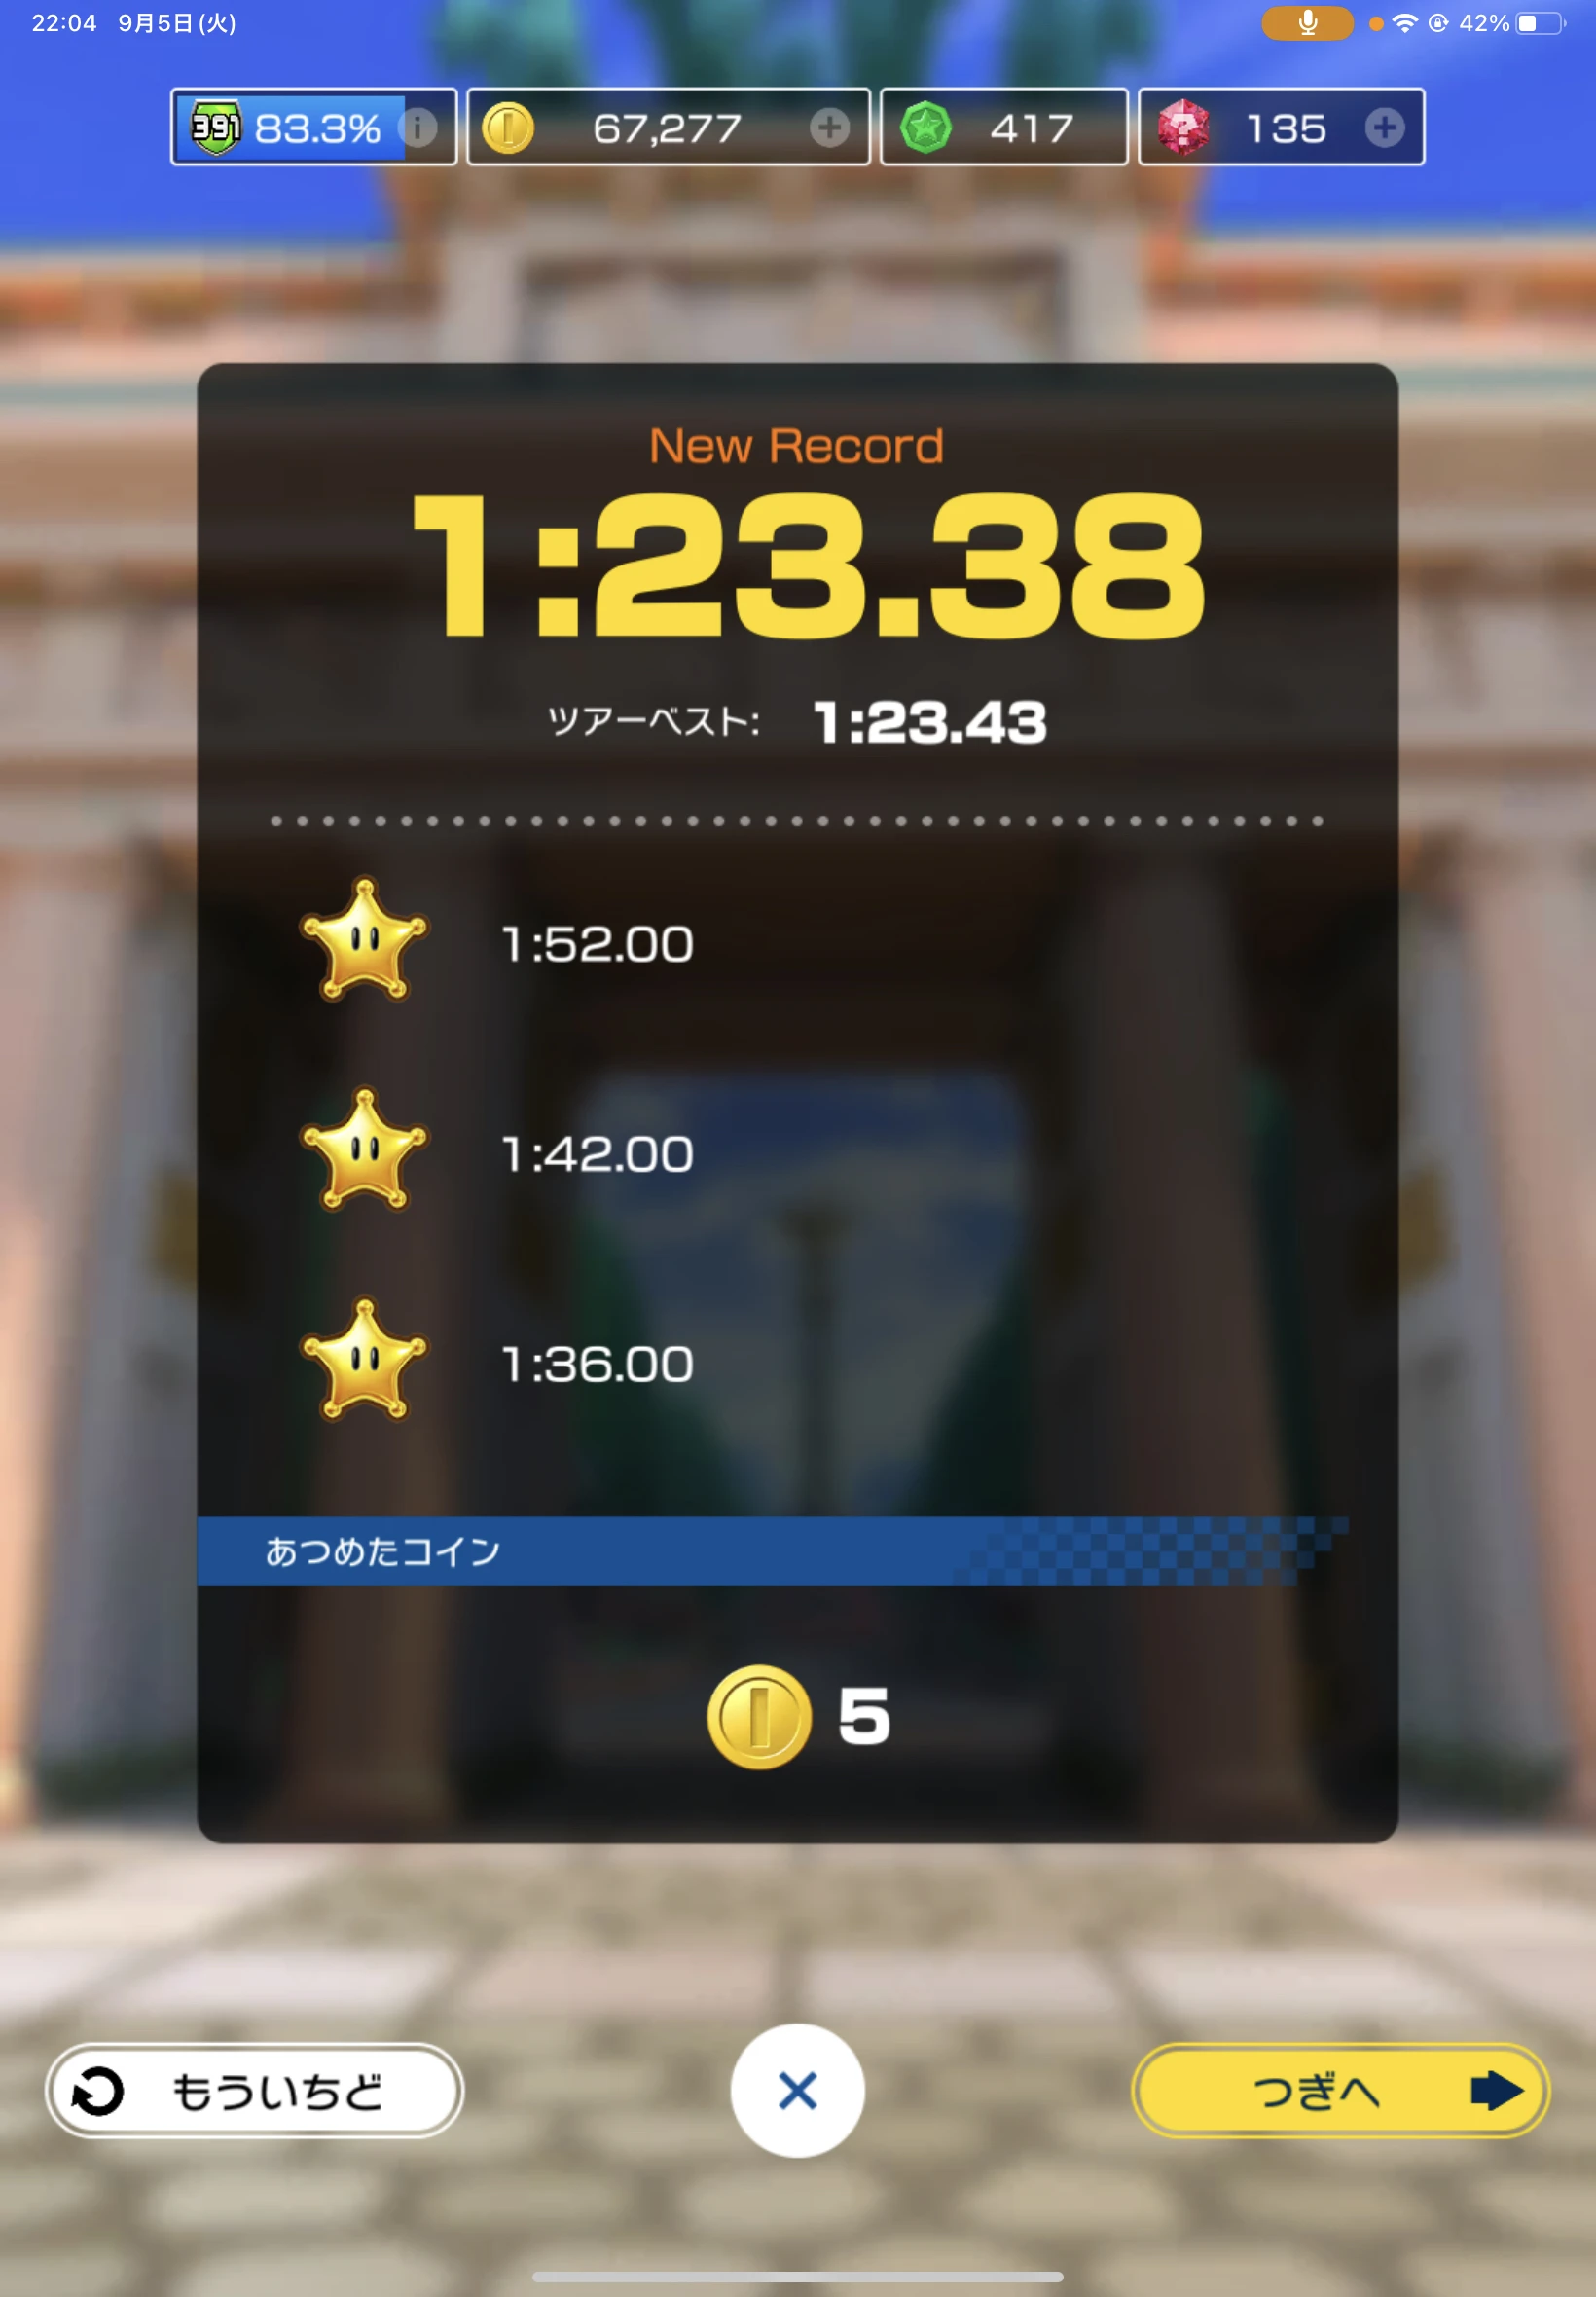 22:04 9月5日(火) 42%
391 83.3% i 67,277 + 417 ? 135 +
New Record
1:23.38
ツアーベスト: 1:23.43
1:52.00
1:42.00
1:36.00
あつめたコイン
5
もういちど × つぎへ